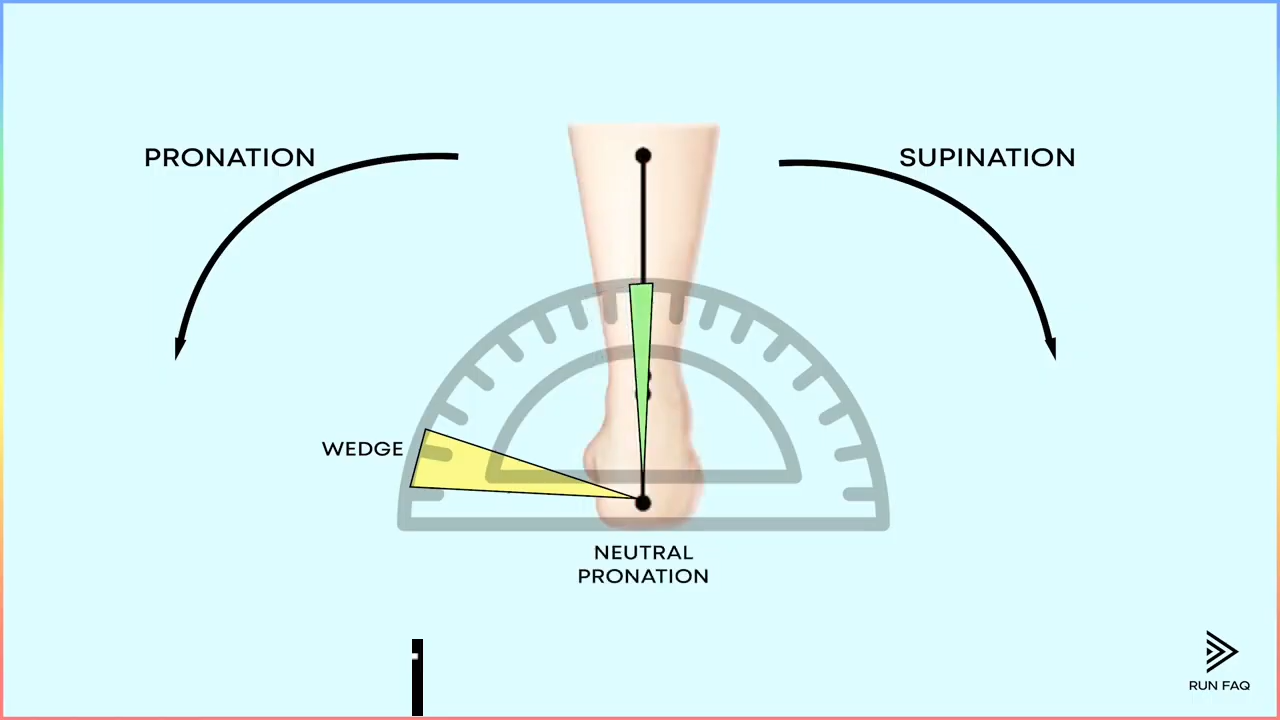 PRONATION
SUPINATION
WEDGE
NEUTRAL
PRONATION
RUN FAQ